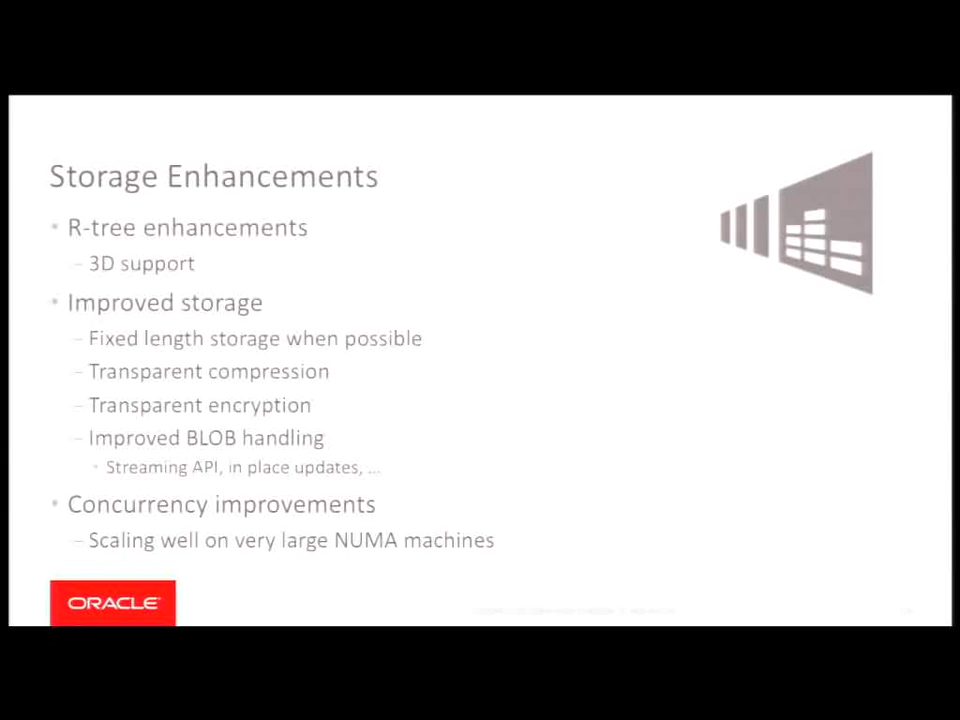 Storage Enhancements
• R-tree enhancements
– 3D support
• Improved storage
– Fixed length storage when possible
– Transparent compression
– Transparent encryption
– Improved BLOB handling
• Streaming API, in place updates, ...
• Concurrency improvements
– Scaling well on very large NUMA machines
ORACLE